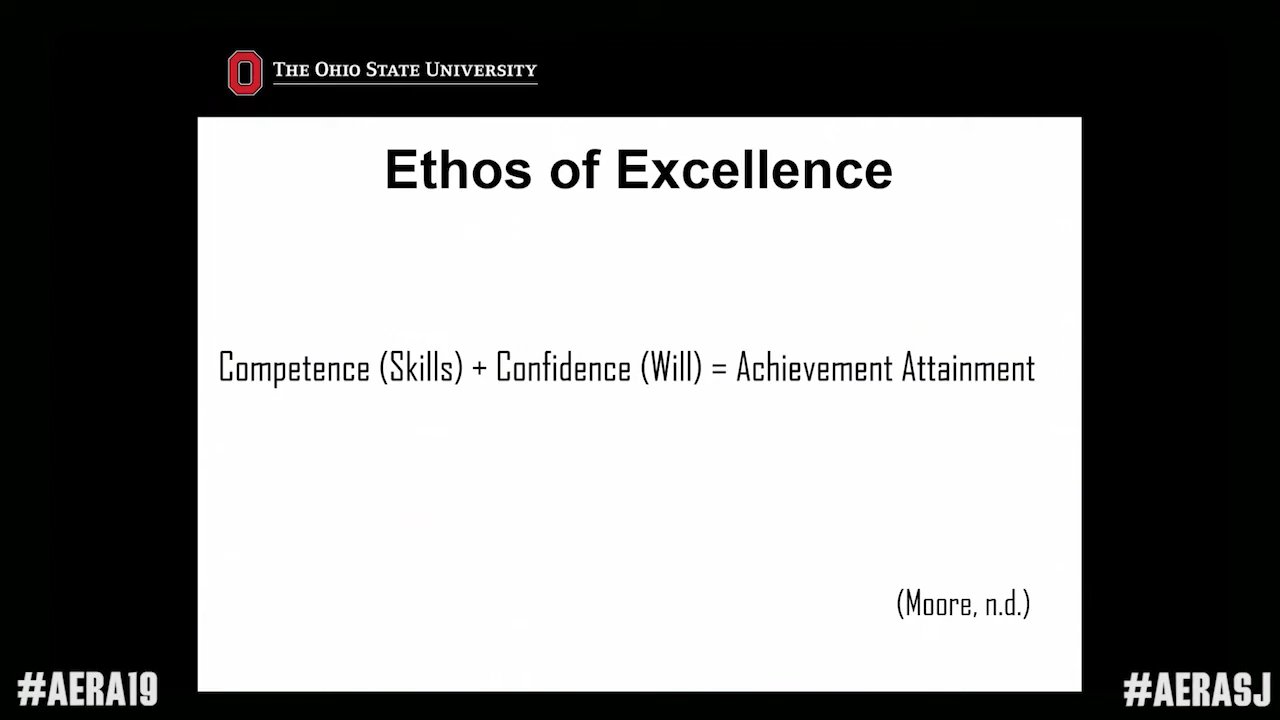 THE OHIO STATE UNIVERSITY
Ethos of Excellence
Competence (Skills) + Confidence (Will) = Achievement Attainment
(Moore, n.d.)
#AERA19
#AERASJ